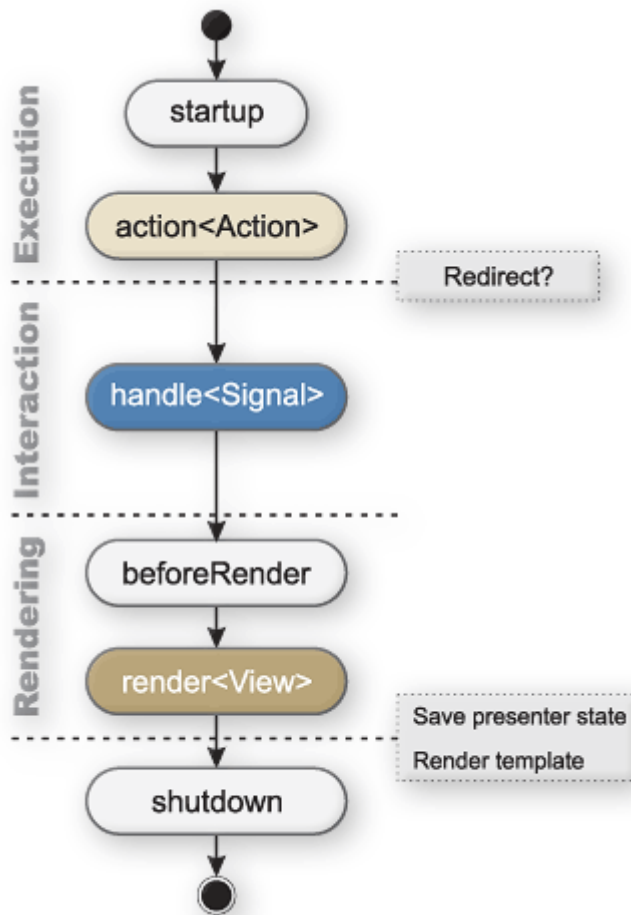 Execution
startup
action<Action>
Redirect?
Interaction
handle<Signal>
Rendering
beforeRender
render<View>
Save presenter state
Render template
shutdown